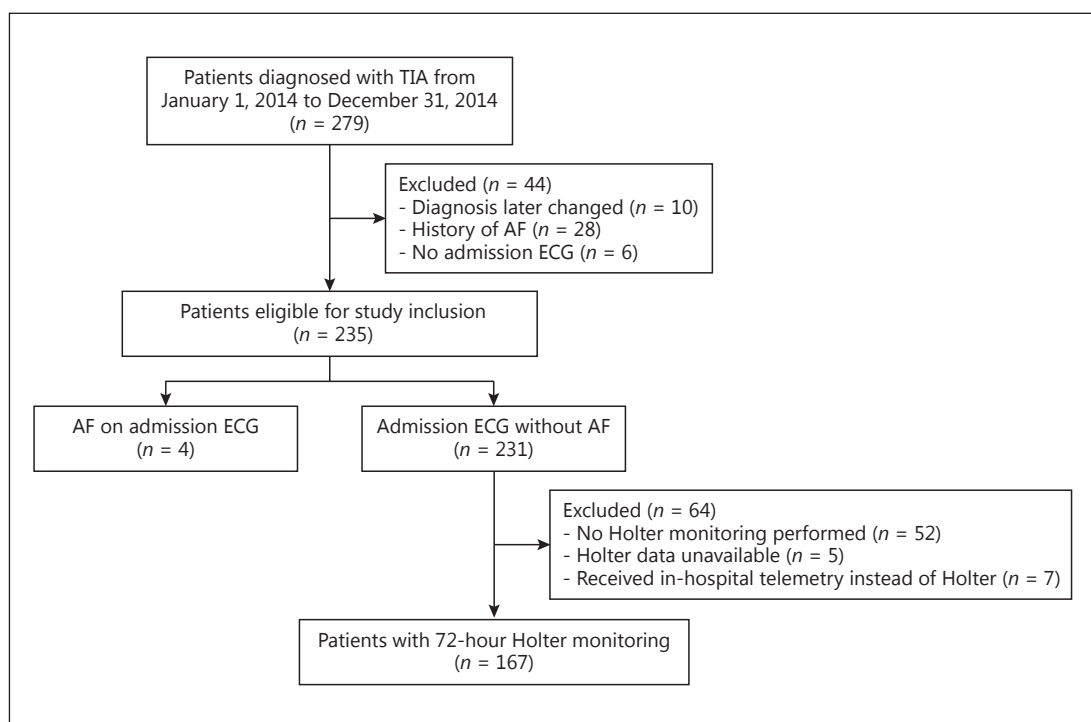 Patients diagnosed with TIA from
January 1, 2014 to December 31, 2014
(n = 279)
Excluded (n = 44)
- Diagnosis later changed (n = 10)
- History of AF (n = 28)
- No admission ECG (n = 6)
Patients eligible for study inclusion
(n = 235)
AF on admission ECG
(n = 4)
Admission ECG without AF
(n = 231)
Excluded (n = 64)
- No Holter monitoring performed (n = 52)
- Holter data unavailable (n = 5)
- Received in-hospital telemetry instead of Holter (n = 7)
Patients with 72-hour Holter monitoring
(n = 167)